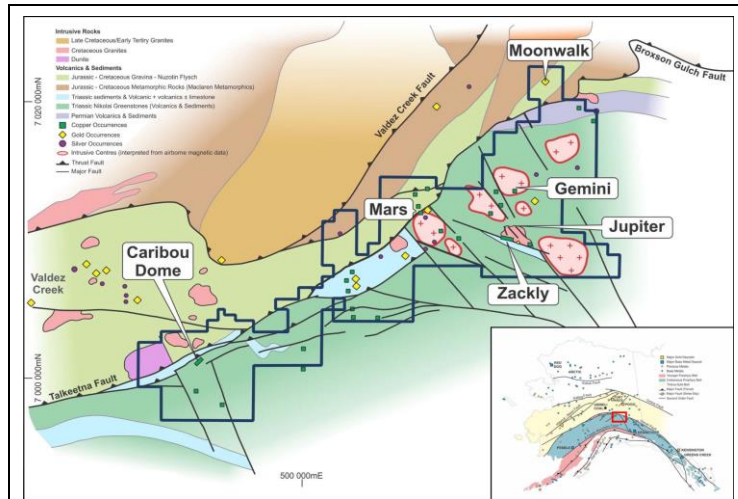 Intrusive Rocks
Late Cretaceous/Early Tertiry Granites
Cretaceous Granites
Dunite
Volcanics & Sediments
Jurassic - Cretaceous Gravina - Nuzotin Flysch
Jurassic - Cretaceous Metamorphic Rocks (Maclaren Metamorphics)
Triassic sediments & Volcanic + volcanics ± limestone
Triassic Nikolai Greenstones (Volcanics & Sediments)
Permian Volcanics & Sediments
Copper Occurrences
Gold Occurrences
Silver Occurrences
Intrusive Centres (interpreted from airborne magnetic data)
Thrust Fault
Major Fault
7 020 000mN
7 000 000mN
500 000mE
Moonwalk
Broxson Gulch Fault
Valdez Creek Fault
Gemini
Mars
Jupiter
Zackly
Caribou
Dome
Valdez
Creek
Talkeetna Fault